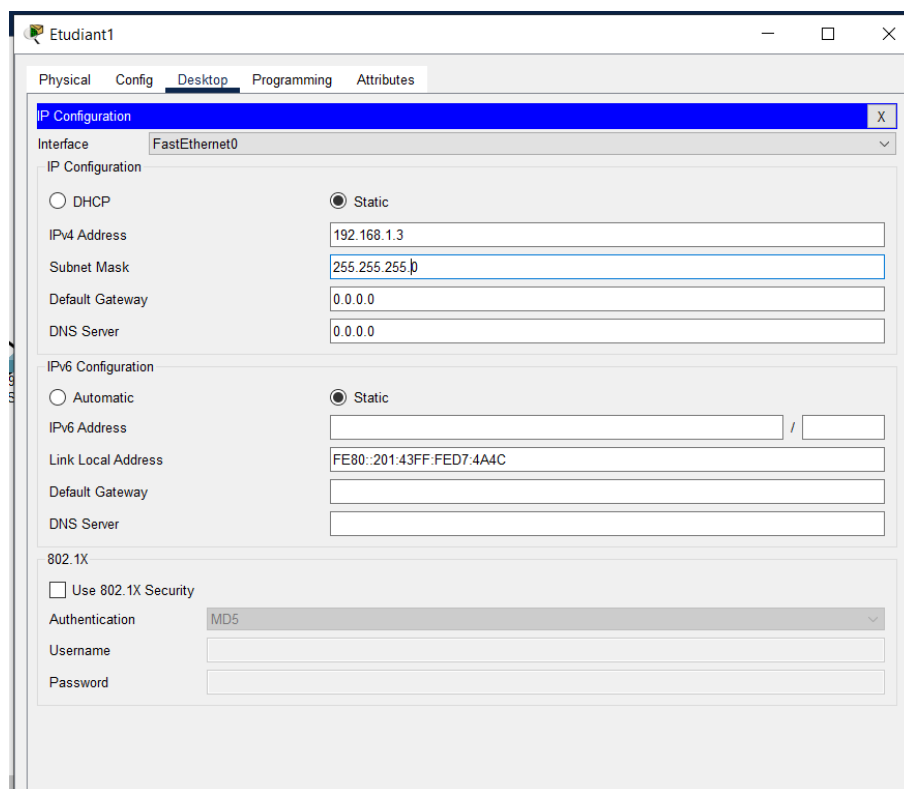 Etudiant1
Physical Config Desktop Programming Attributes
IP Configuration X
Interface FastEthernet0
IP Configuration
DHCP Static
IPv4 Address 192.168.1.3
Subnet Mask 255.255.255.0
Default Gateway 0.0.0.0
DNS Server 0.0.0.0
IPv6 Configuration
Automatic Static
IPv6 Address /
Link Local Address FE80::201:43FF:FED7:4A4C
Default Gateway
DNS Server
802.1X
Use 802.1X Security
Authentication MD5
Username
Password